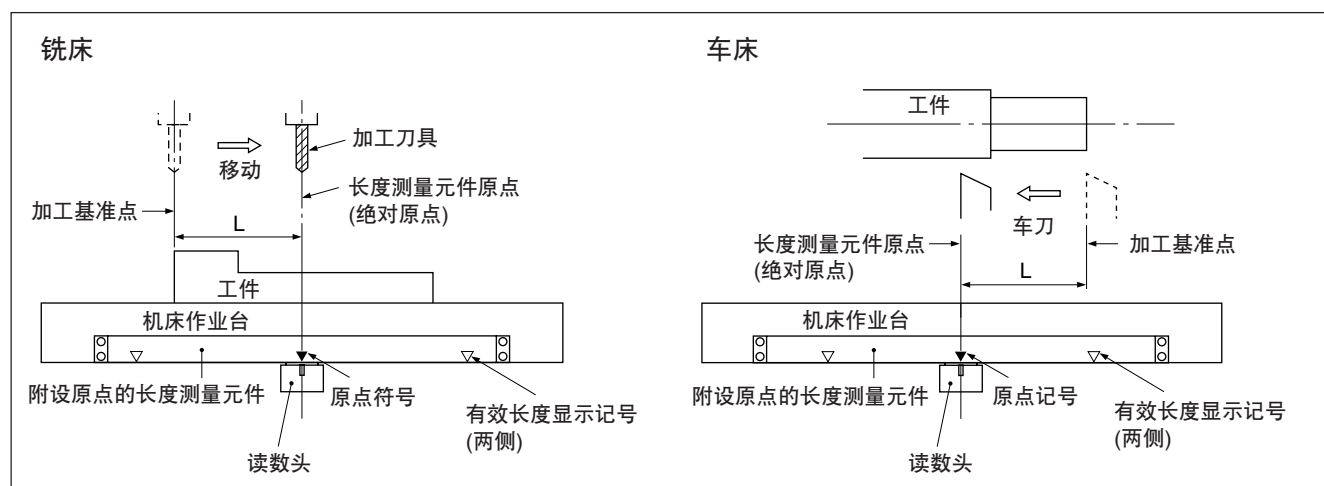 铣床
加工刀具
移动
长度测量元件原点
(绝对原点)
加工基准点
L
工件
机床作业台
附设原点的长度测量元件
原点符号
有效长度显示记号
(两侧)
读数头
车床
工件
车刀
长度测量元件原点
(绝对原点)
加工基准点
L
机床作业台
附设原点的长度测量元件
原点记号
有效长度显示记号
(两侧)
读数头